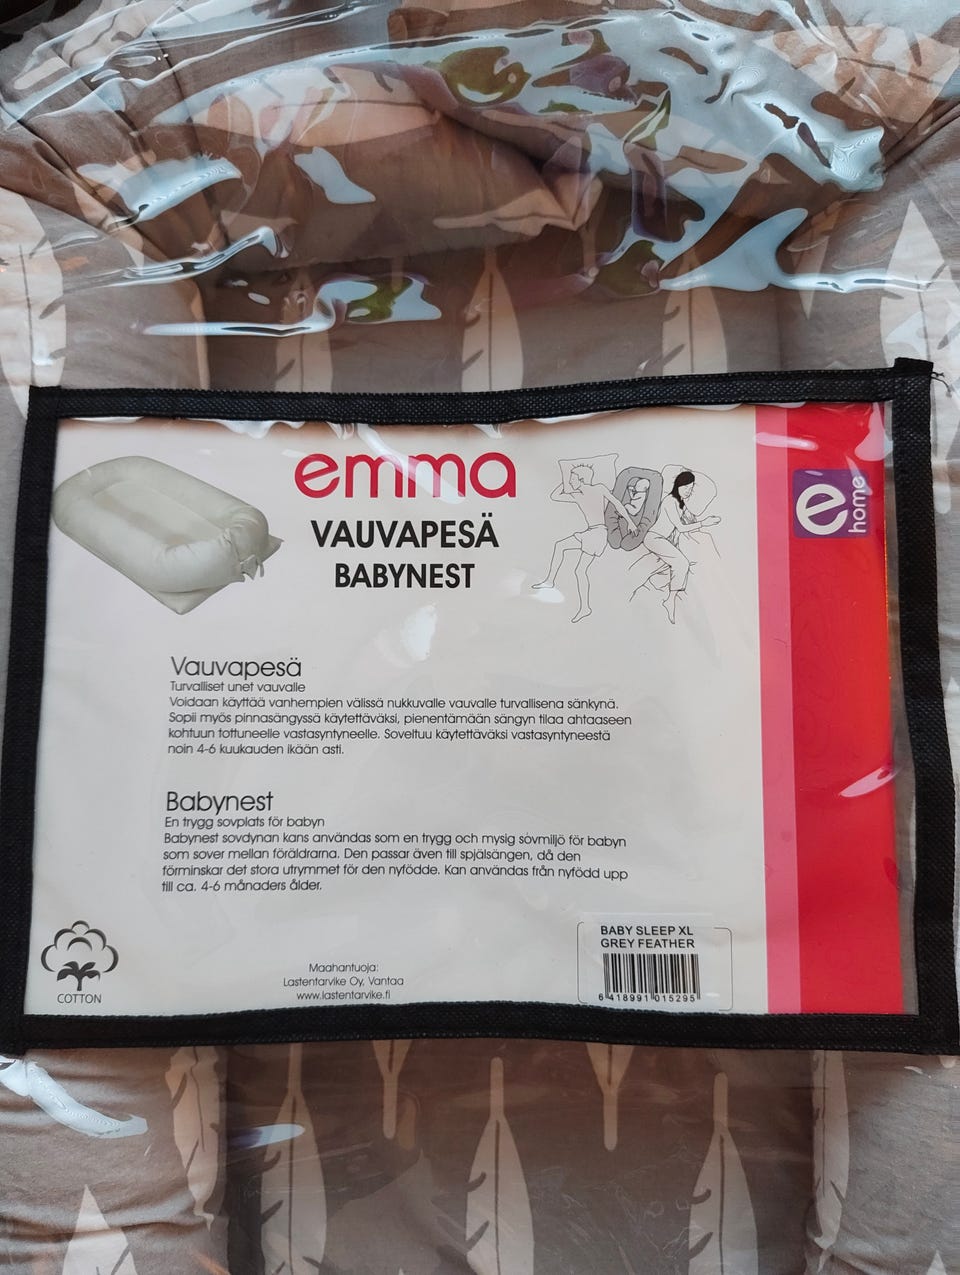 emma
VAUVAPESÄ
BABYNEST
e home
Vauvapesä
Turvalliset unet vauvalle
Voidaan käyttää vanhempien välissä nukkuvalle vauvalle turvallisena sänkynä.
Sopii myös pinnasängyssä käytettäväksi, pienentämään sängyn tilaa ahtaaseen
kohtuun tottuneelle vastasyntyneelle. Soveltuu käytettäväksi vastasyntyneestä
noin 4-6 kuukauden ikään asti.
Babynest
En trygg sovplats för babyn
Babynest sovdynan kans användas som en trygg och mysig sovmiljö för babyn
som sover mellan föräldrarna. Den passar även till spjälsängen, då den
förminskar det stora utrymmet för den nyfödde. Kan användas från nyfödd upp
till ca. 4-6 månaders ålder.
COTTON
Maahantuoja:
Lastentarvike Oy, Vantaa
www.lastentarvike.fi
BABY SLEEP XL
GREY FEATHER
6 418991 015295